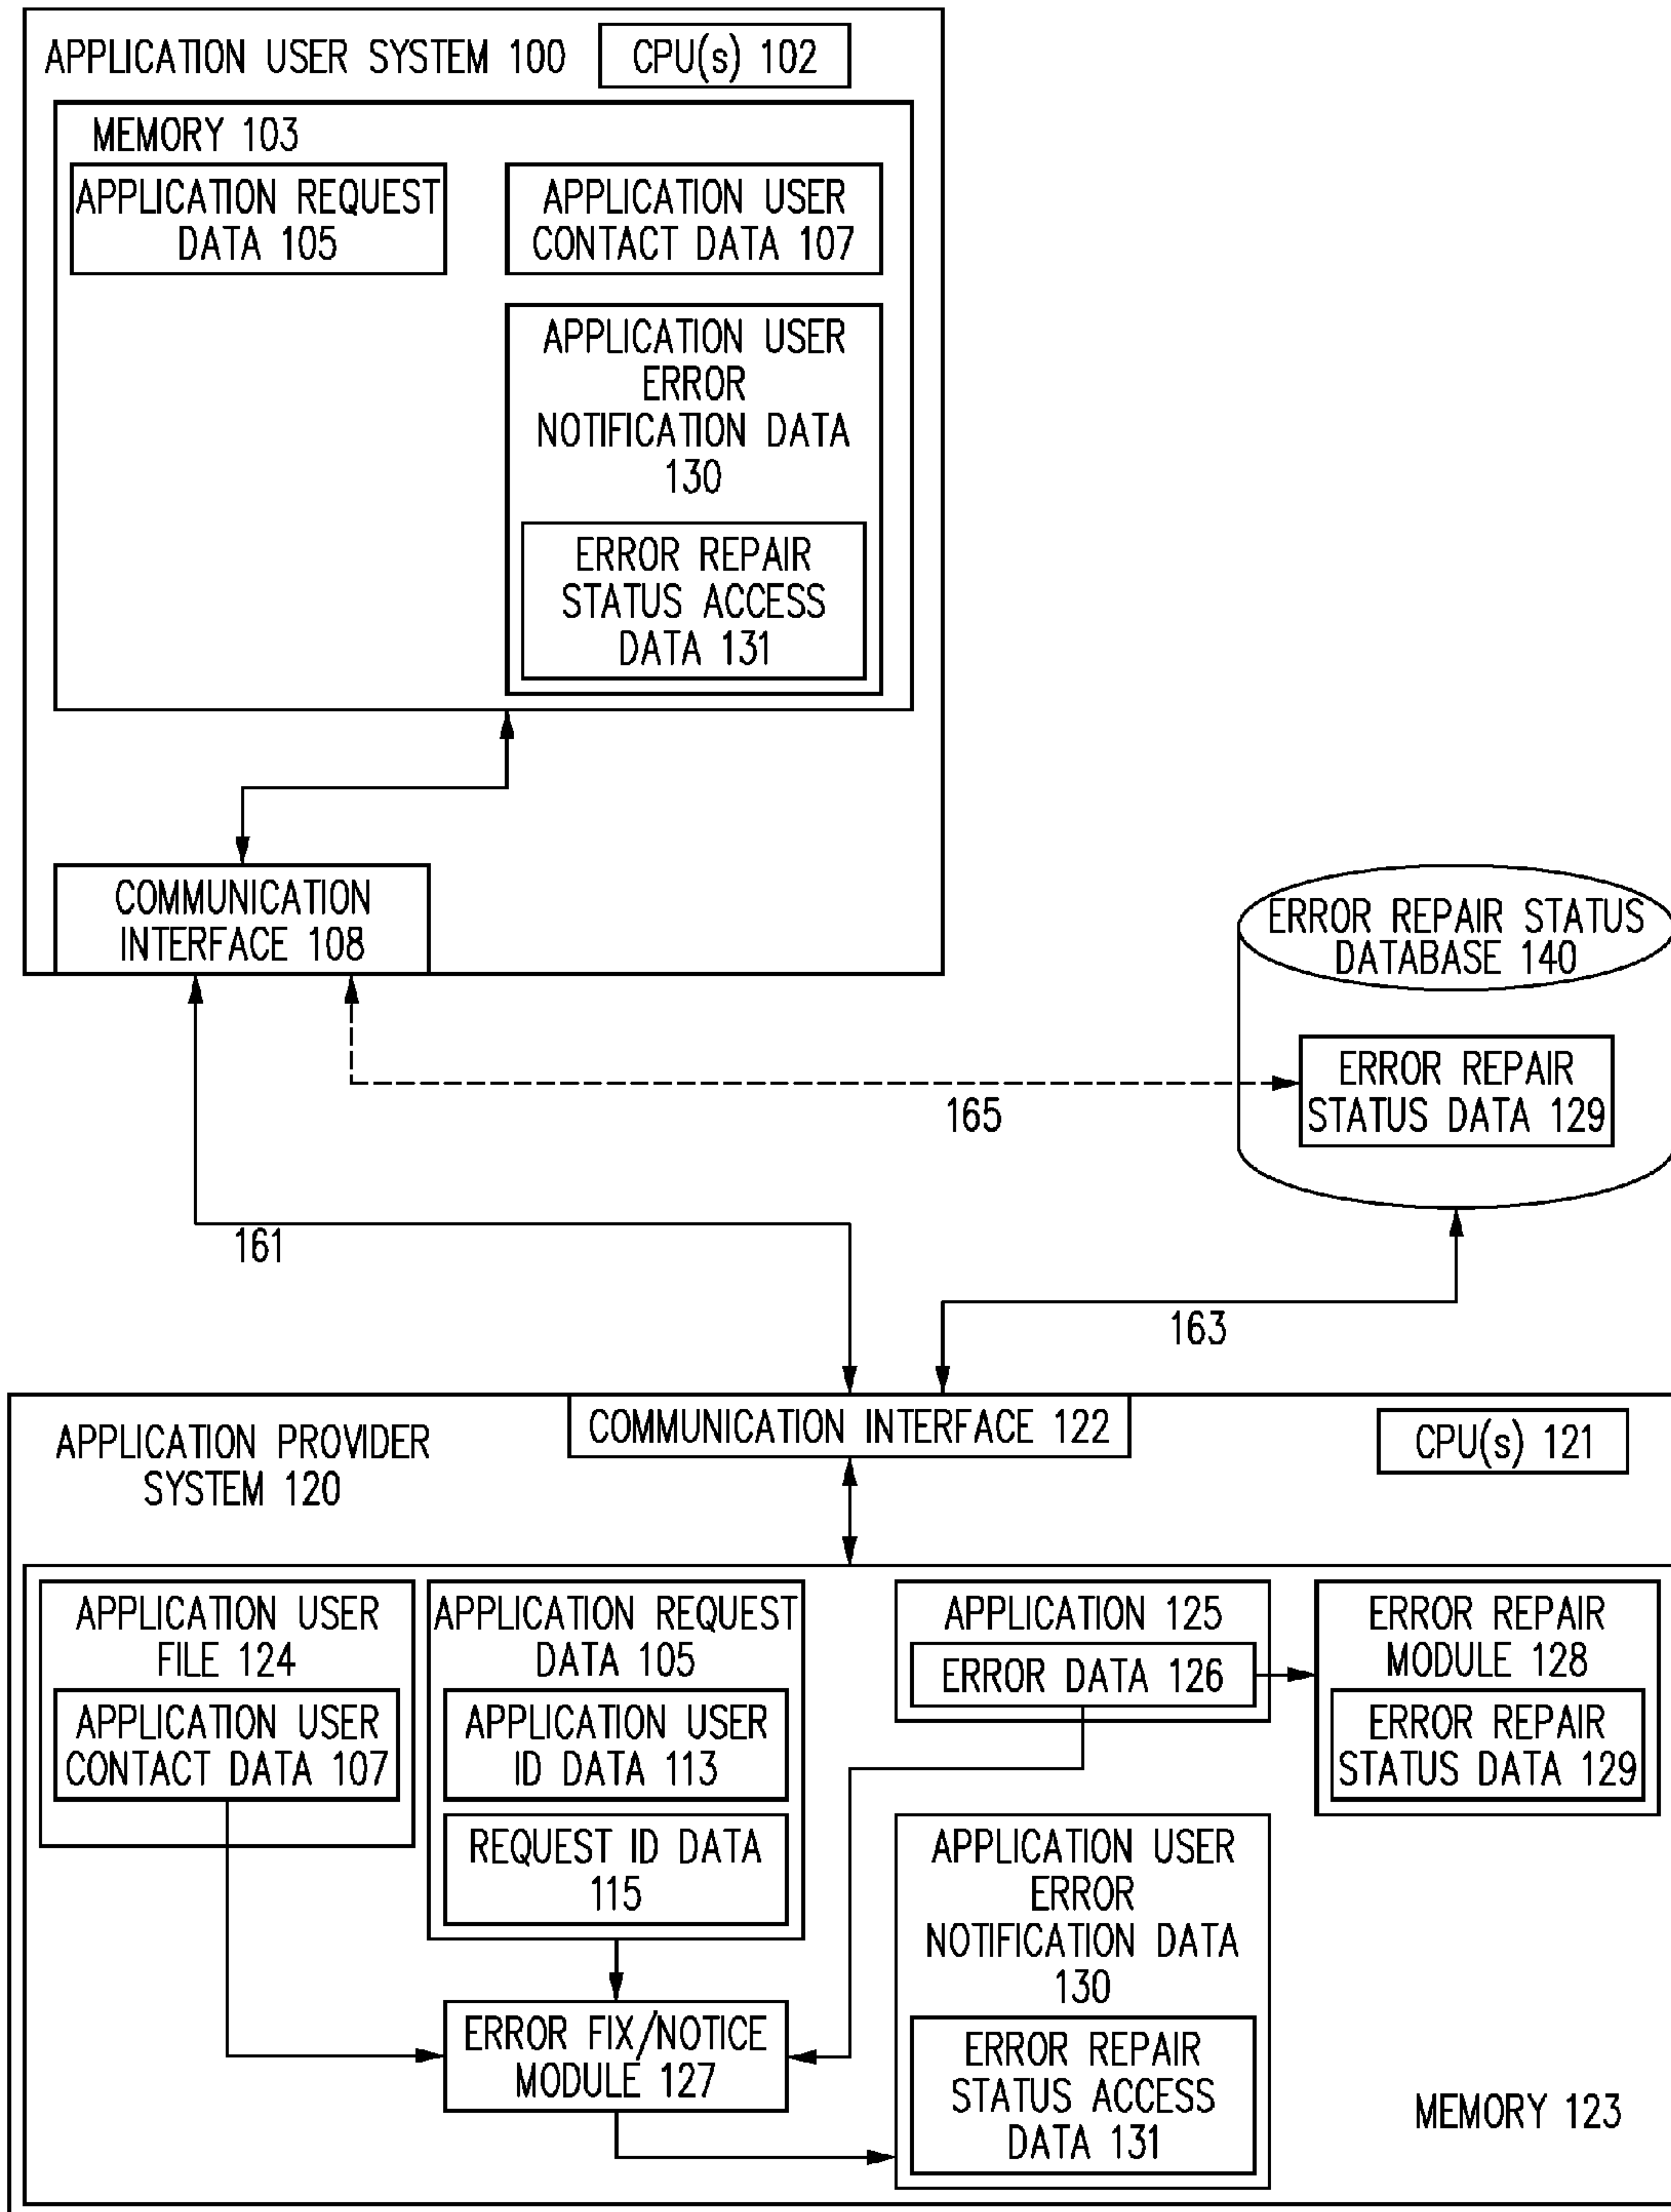 APPLICATION USER SYSTEM 100
CPU(s) 102
MEMORY 103
APPLICATION REQUEST
DATA 105
APPLICATION USER
CONTACT DATA 107
APPLICATION USER
ERROR
NOTIFICATION DATA
130
ERROR REPAIR
STATUS ACCESS
DATA 131
COMMUNICATION
INTERFACE 108
ERROR REPAIR STATUS
DATABASE 140
ERROR REPAIR
STATUS DATA 129
165
161
163
APPLICATION PROVIDER
SYSTEM 120
COMMUNICATION INTERFACE 122
CPU(s) 121
APPLICATION USER
FILE 124
APPLICATION USER
CONTACT DATA 107
APPLICATION REQUEST
DATA 105
APPLICATION USER
ID DATA 113
REQUEST ID DATA
115
APPLICATION 125
ERROR DATA 126
ERROR REPAIR
MODULE 128
ERROR REPAIR
STATUS DATA 129
ERROR FIX/NOTICE
MODULE 127
APPLICATION USER
ERROR
NOTIFICATION DATA
130
ERROR REPAIR
STATUS ACCESS
DATA 131
MEMORY 123